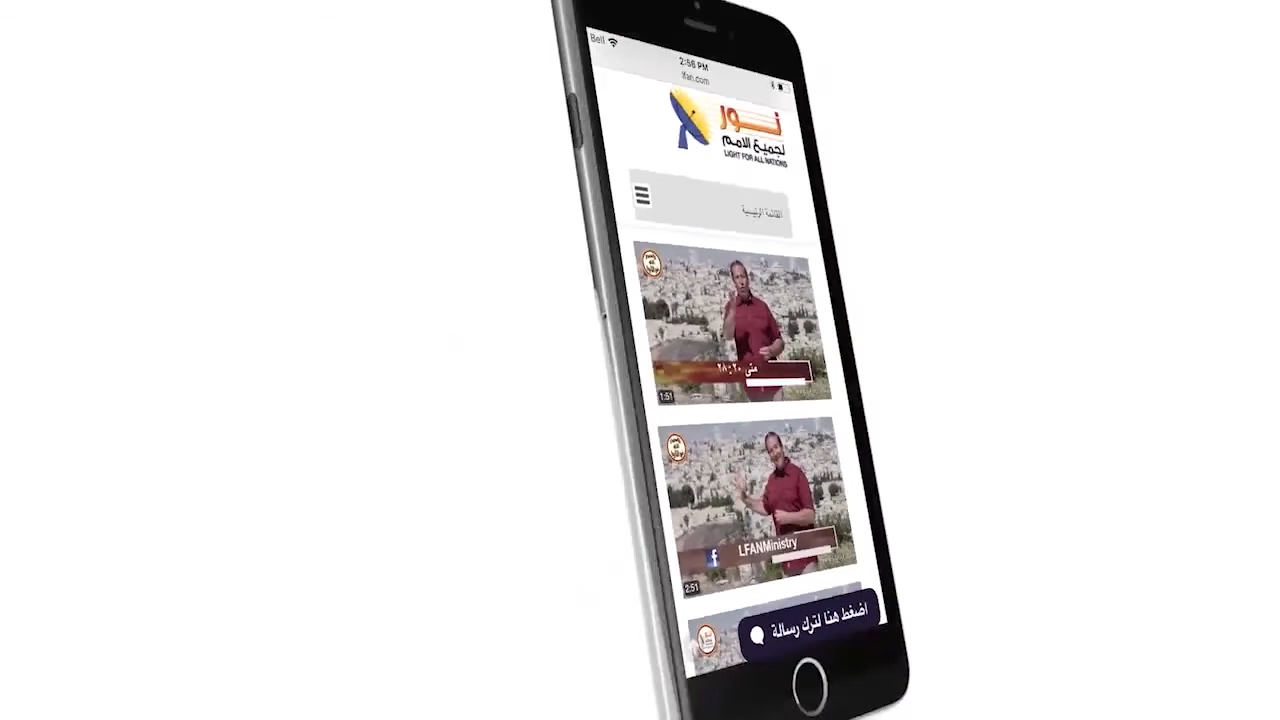 Bell
2:56 PM
lfan.com
نور
لجميع الامم
LIGHT FOR ALL NATIONS
القائمة الرئيسية
متى ٢٠ : ٢٨
1:51
LFANMinistry
2:51
اضغط هنا لترك رسالة